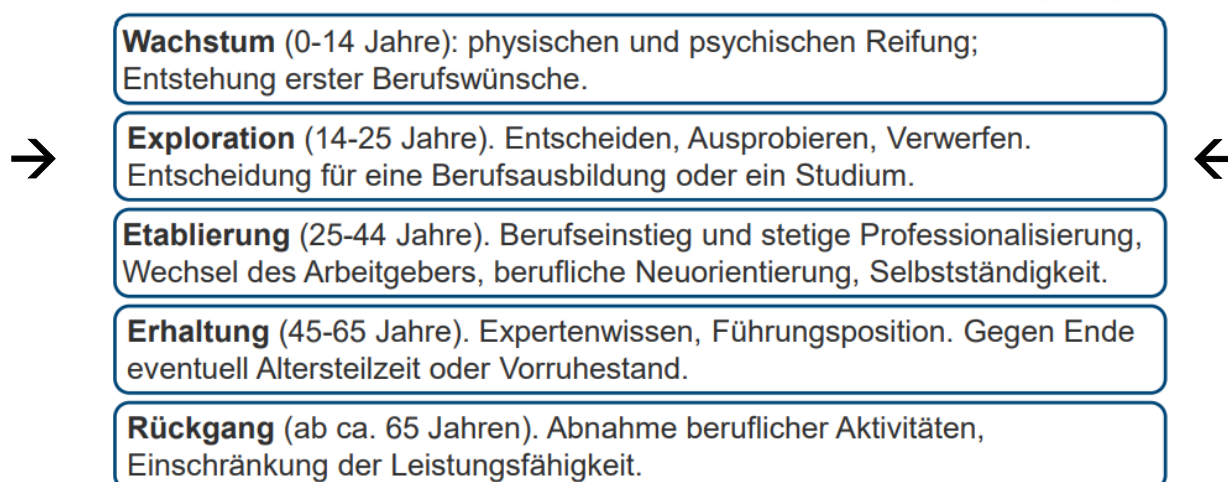 Wachstum (0-14 Jahre): physischen und psychischen Reifung;
Entstehung erster Berufswünsche.
Exploration (14-25 Jahre). Entscheiden, Ausprobieren, Verwerfen.
Entscheidung für eine Berufsausbildung oder ein Studium.
Etablierung (25-44 Jahre). Berufseinstieg und stetige Professionalisierung,
Wechsel des Arbeitgebers, berufliche Neuorientierung, Selbstständigkeit.
Erhaltung (45-65 Jahre). Expertenwissen, Führungsposition. Gegen Ende
eventuell Altersteilzeit oder Vorruhestand.
Rückgang (ab ca. 65 Jahren). Abnahme beruflicher Aktivitäten,
Einschränkung der Leistungsfähigkeit.